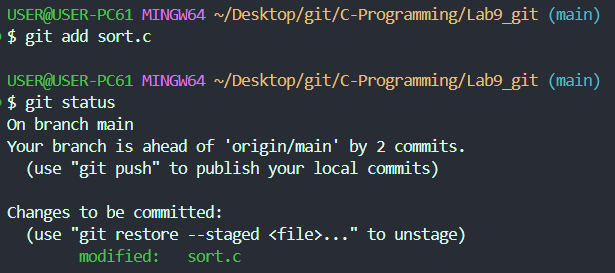 USER@USER-PC61 MINGW64 ~/Desktop/git/C-Programming/Lab9_git (main)
$ git add sort.c
USER@USER-PC61 MINGW64 ~/Desktop/git/C-Programming/Lab9_git (main)
$ git status
On branch main
Your branch is ahead of 'origin/main' by 2 commits.
  (use "git push" to publish your local commits)
Changes to be committed:
  (use "git restore --staged <file>..." to unstage)
        modified:   sort.c